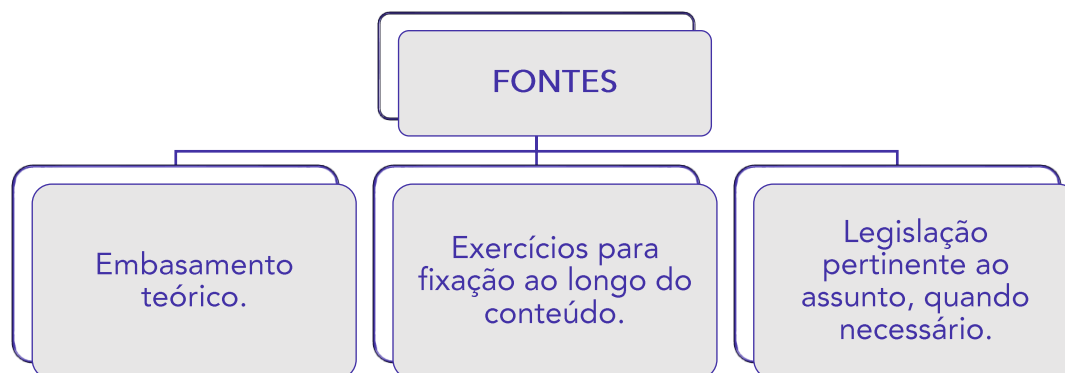 FONTES
Embasamento
teórico.
Exercícios para
fixação ao longo do
conteúdo.
Legislação
pertinente ao
assunto, quando
necessário.